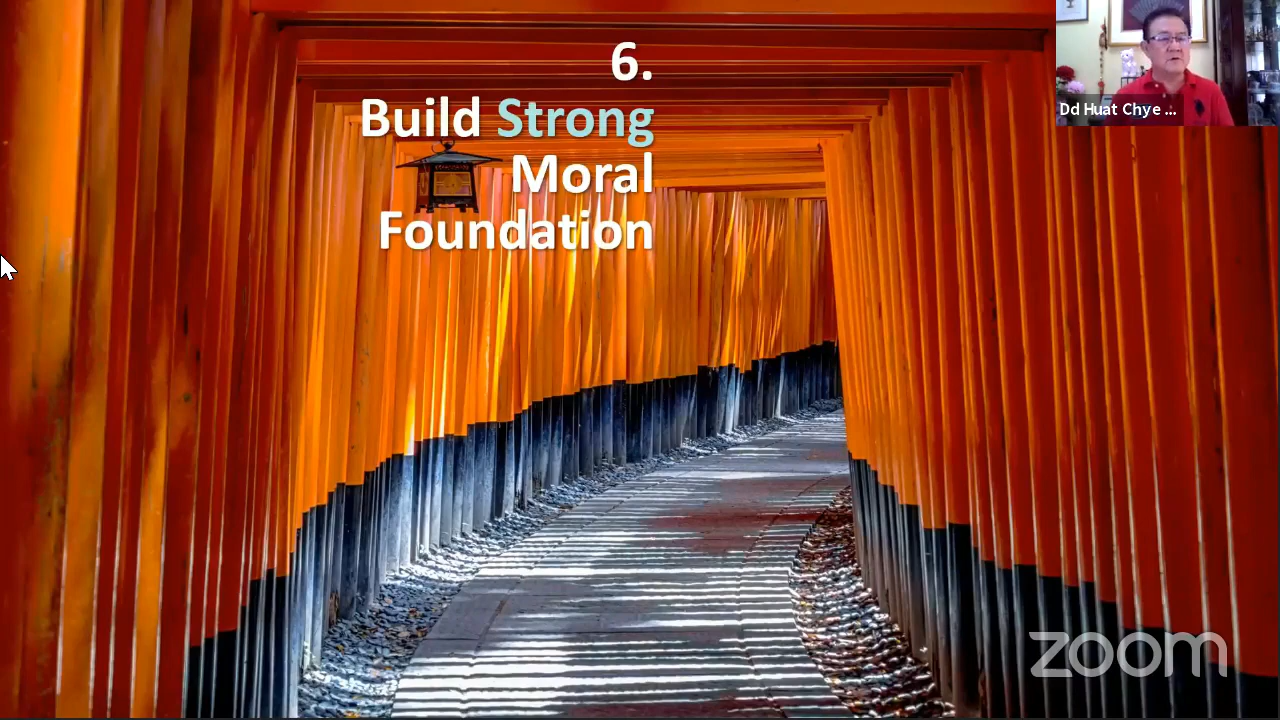 6.
Build Strong
Moral
Foundation
Dd Huat Chye ...
zoom